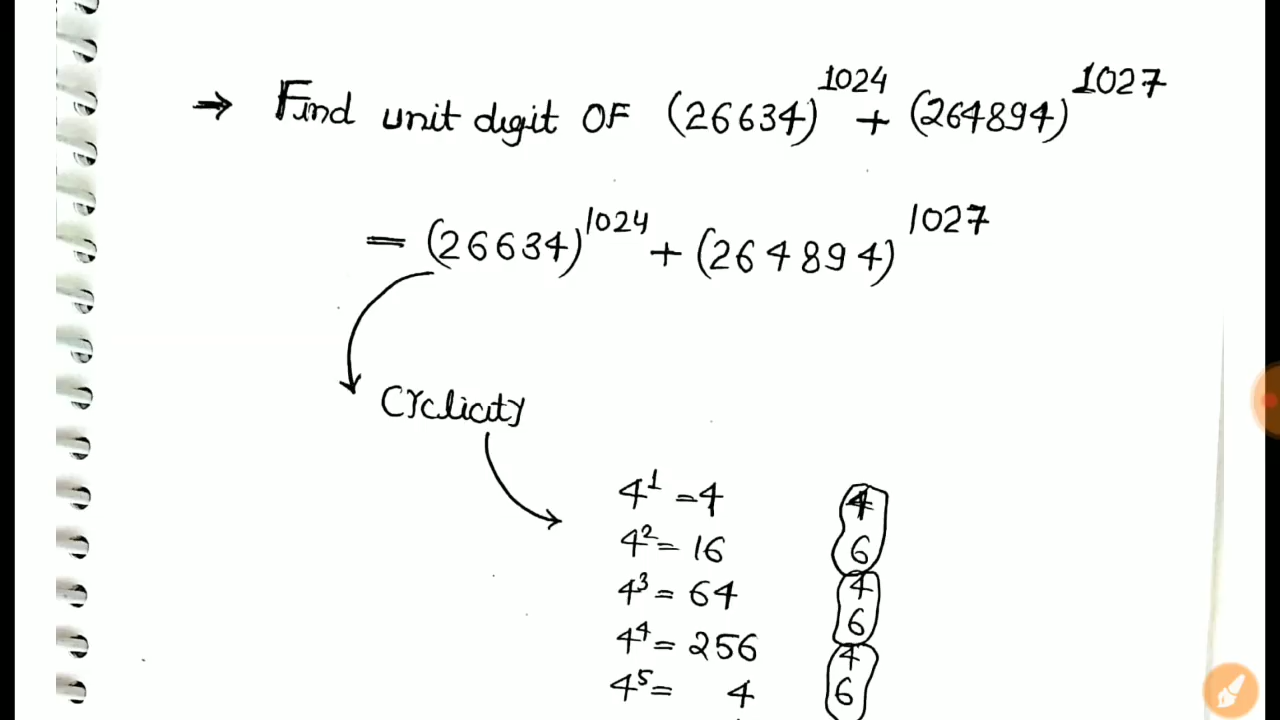 → Find unit digit OF (26634)^1024 + (264894)^1027
= (26634)^1024 + (264894)^1027
Cyclicity
4^1 = 4 4
4^2 = 16 6
4^3 = 64 4
4^4 = 256 6
4^5 = 4 4
6